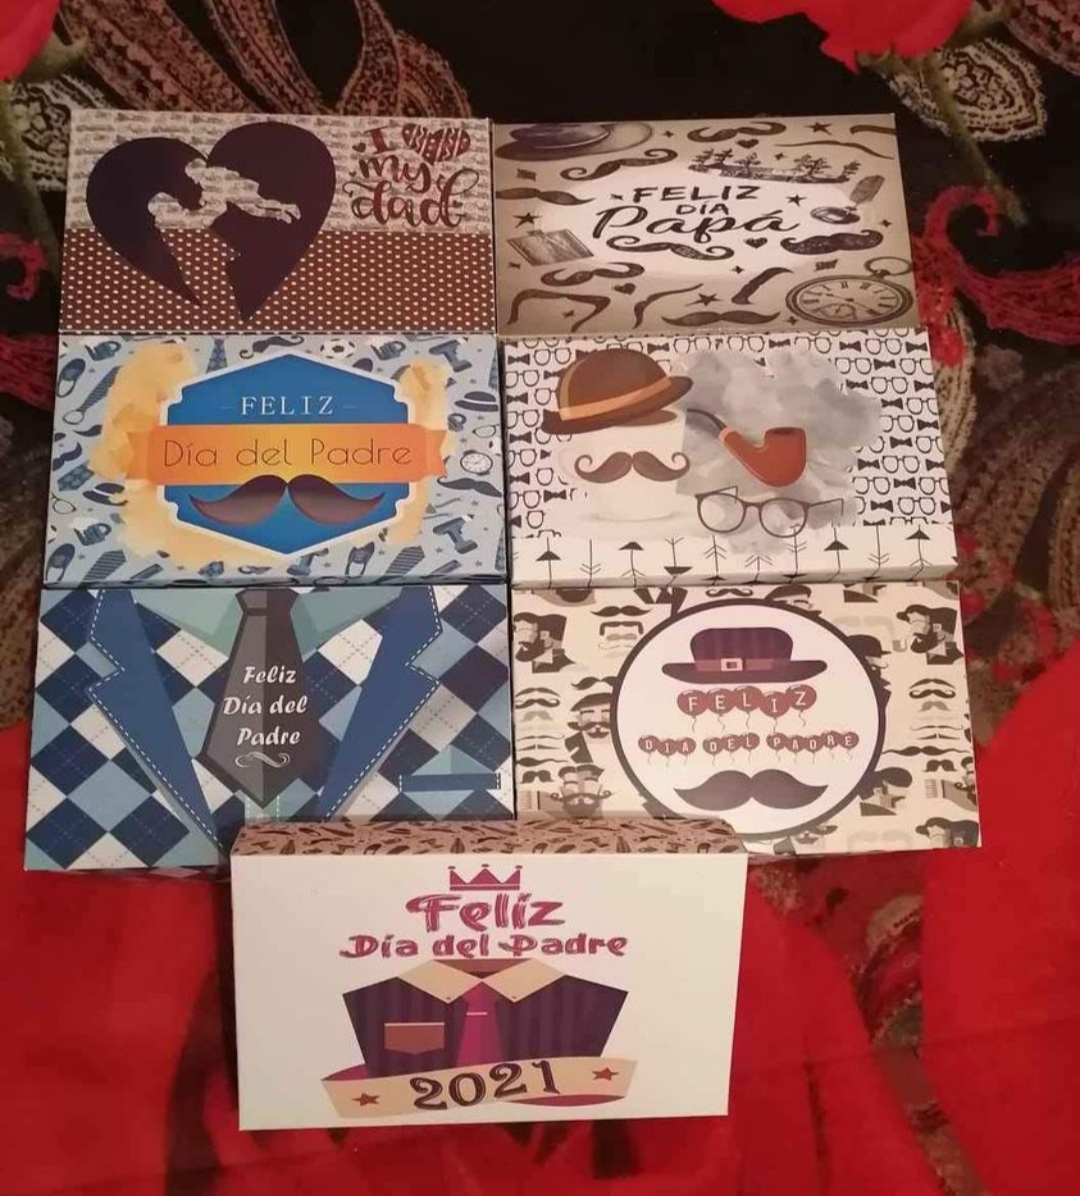 I
my
dad
FELIZ
DÍA
Papá
FELIZ
Día del Padre
Feliz
Día del
Padre
FELIZ
DIA DEL PADRE
Feliz
Día del Padre
2021